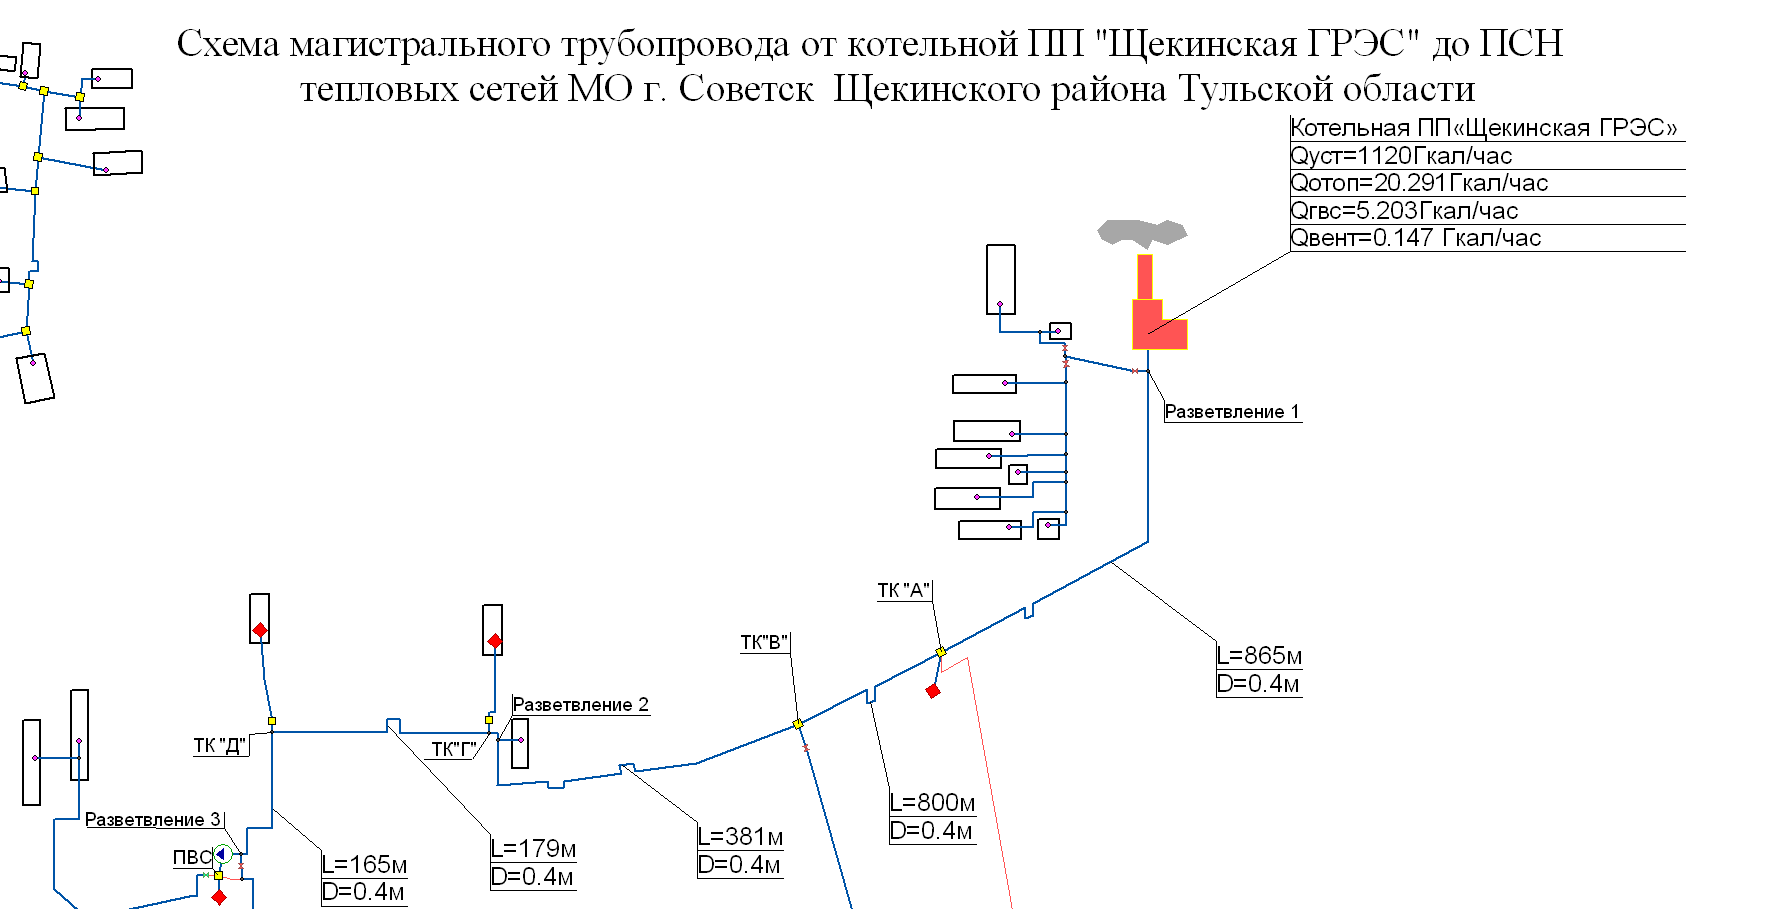 Схема магистрального трубопровода от котельной ПП "Щекинская ГРЭС" до ПСН
тепловых сетей МО г. Советск Щекинского района Тульской области
Котельная ПП«Щекинская ГРЭС»
Qуст=1120Гкал/час
Qотоп=20.291Гкал/час
Qгвс=5.203Гкал/час
Qвент=0.147 Гкал/час
Разветвление 1
ТК "А"
ТК"В"
L=865м
D=0.4м
Разветвление 2
ТК "Д"
ТК"Г"
L=800м
D=0.4м
Разветвление 3
L=381м
D=0.4м
L=179м
D=0.4м
ПВС
L=165м
D=0.4м